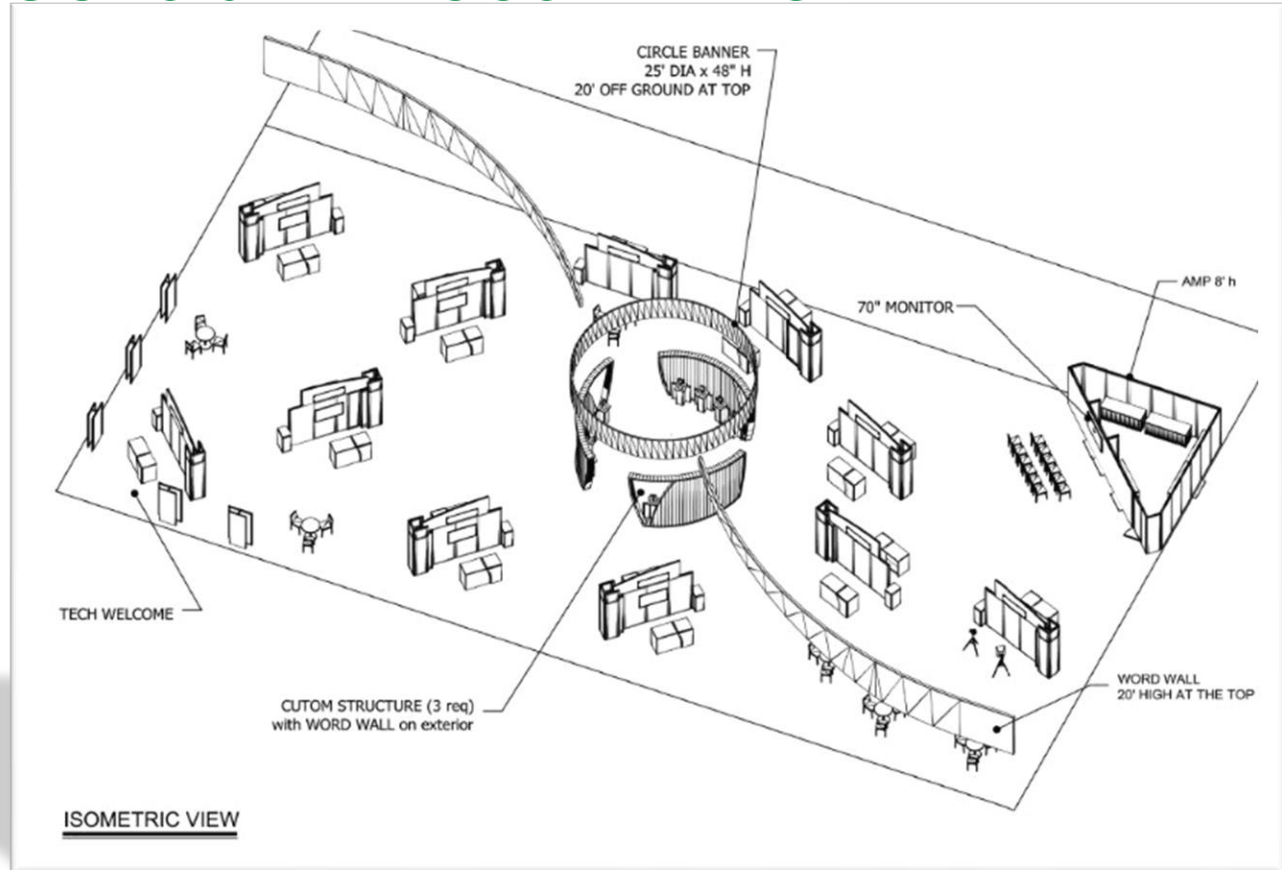 CIRCLE BANNER
25' DIA x 48" H
20' OFF GROUND AT TOP
AMP 8' h
70" MONITOR
TECH WELCOME
CUTOM STRUCTURE (3 req)
with WORD WALL on exterior
WORD WALL
20' HIGH AT THE TOP
ISOMETRIC VIEW